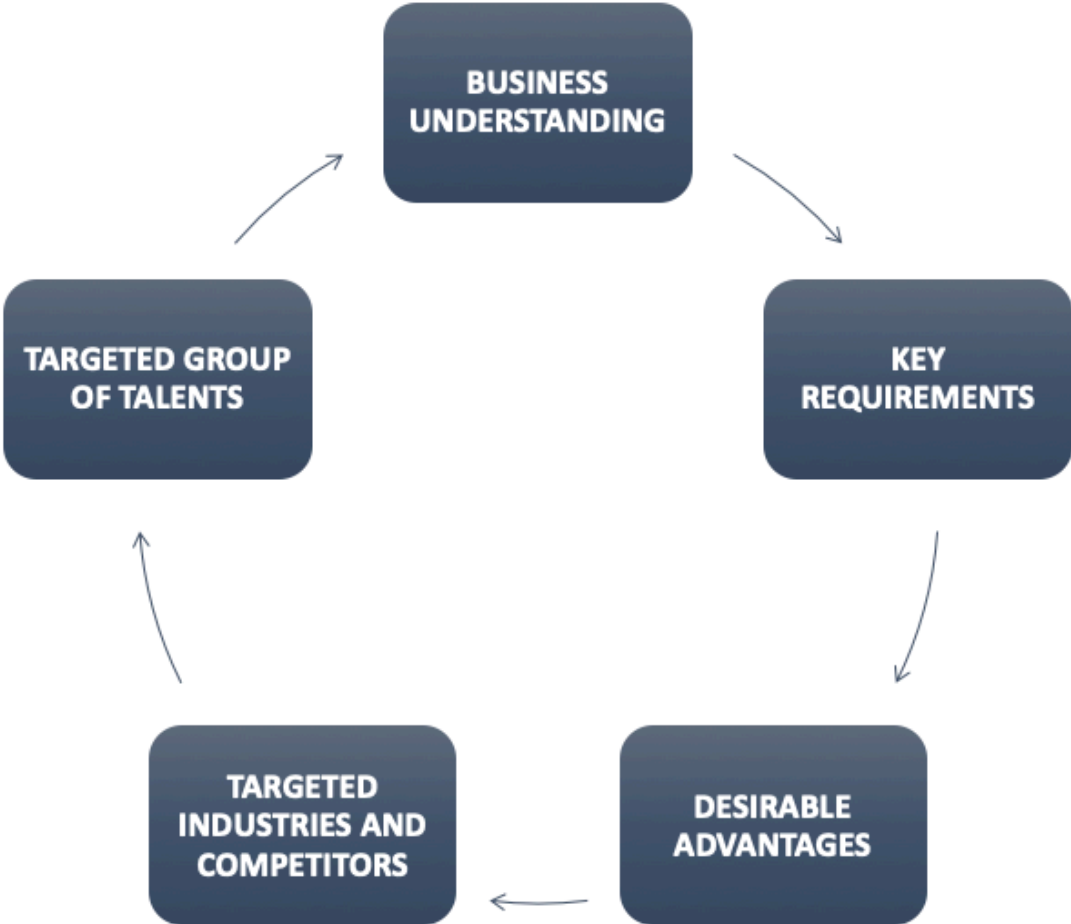 BUSINESS
UNDERSTANDING
KEY
REQUIREMENTS
DESIRABLE
ADVANTAGES
TARGETED
INDUSTRIES AND
COMPETITORS
TARGETED GROUP
OF TALENTS